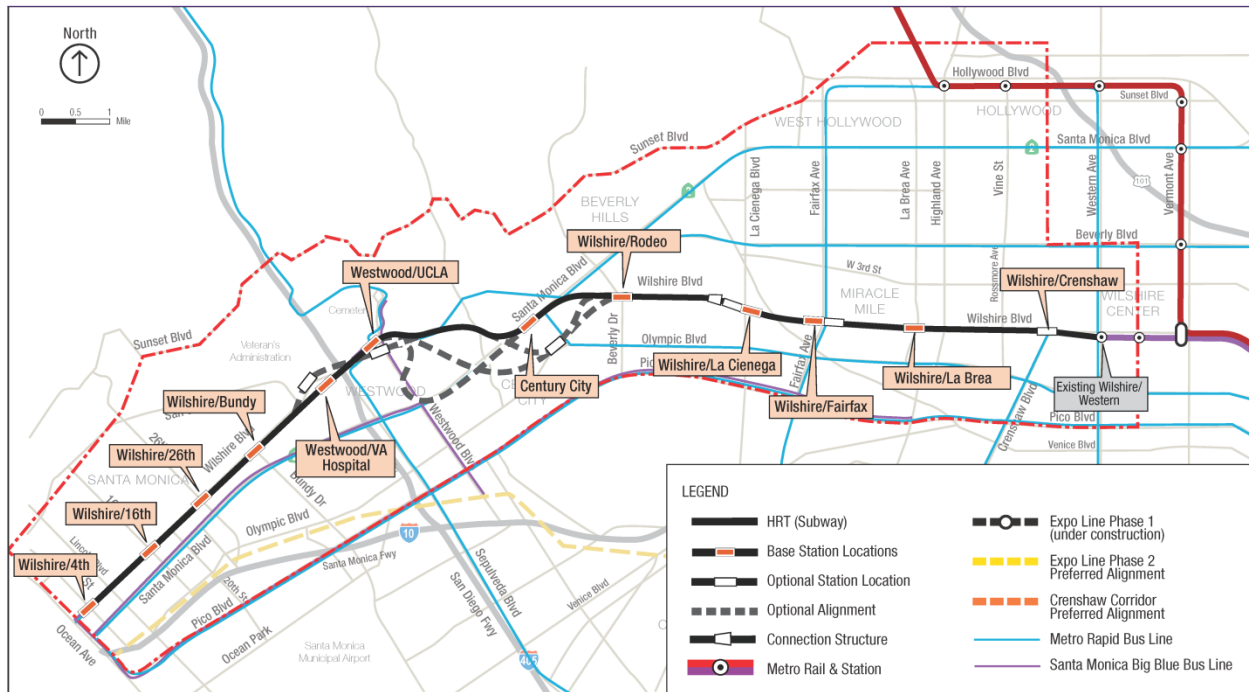 North
0 0.5 1
Mile
Hollywood Blvd
Sunset Blvd
HOLLYWOOD
WEST HOLLYWOOD
Santa Monica Blvd
2
Sunset Blvd
101
La Cienega Blvd
Fairfax Ave
La Brea Ave
Highland Ave
Vine St
Western Ave
Vermont Ave
BEVERLY
HILLS
Beverly Blvd
Wilshire/Rodeo
Westwood/UCLA
W 3rd St
Rossmore Ave
Santa Monica Blvd
Wilshire Blvd
MIRACLE
MILE
Wilshire/Crenshaw
WILSHIRE
CENTER
Wilshire Blvd
Cemetery
Sunset Blvd
Veteran's
Administration
Beverly Dr
Olympic Blvd
Fairfax Ave
Wilshire/La Cienega
Century City
Wilshire/La Brea
Existing Wilshire/
Western
WESTWOOD
Wilshire/Fairfax
Crenshaw Blvd
Pico Blvd
Venice Blvd
Wilshire/Bundy
Westwood/VA
Hospital
Wilshire/26th
Wilshire Blvd
SANTA MONICA
Bundy Dr
Wilshire/16th
Olympic Blvd
10
Santa Monica Fwy
Wilshire/4th
Lincoln Blvd
Santa Monica Blvd
20th St
Pico Blvd
Ocean Ave
Ocean Park
Santa Monica
Municipal Airport
Sepulveda Blvd
San Diego Fwy
405
Venice Blvd
LEGEND
HRT (Subway)
Base Station Locations
Optional Station Location
Optional Alignment
Connection Structure
Metro Rail & Station
Expo Line Phase 1
(under construction)
Expo Line Phase 2
Preferred Alignment
Crenshaw Corridor
Preferred Alignment
Metro Rapid Bus Line
Santa Monica Big Blue Bus Line